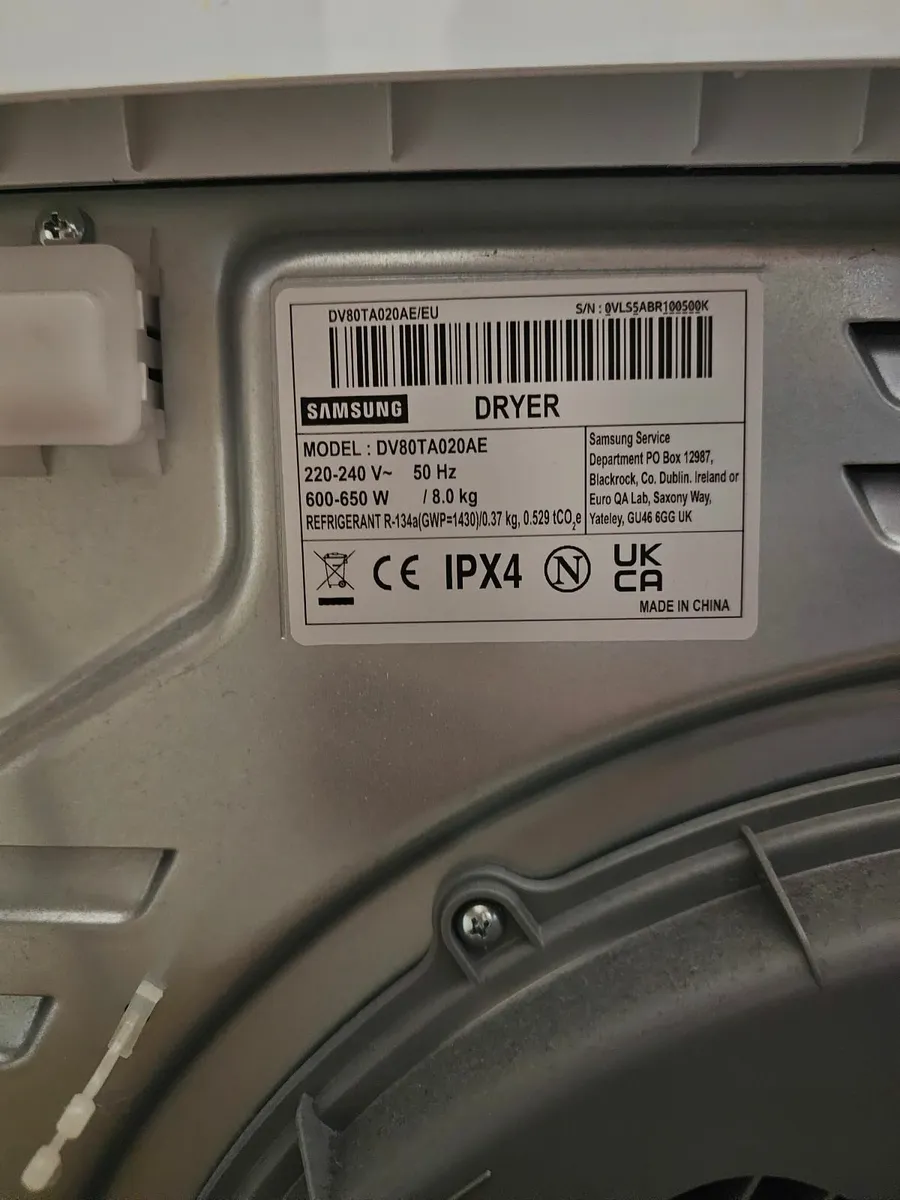 DV80TA020AE/EU
S/N : 0VLS5ABR100500K
SAMSUNG
DRYER
MODEL : DV80TA020AE
220-240 V~ 50 Hz
600-650 W / 8.0 kg
REFRIGERANT R-134a(GWP=1430)/0.37 kg, 0.529 tCO₂e
Samsung Service
Department PO Box 12987,
Blackrock, Co. Dublin. Ireland or
Euro QA Lab, Saxony Way,
Yateley, GU46 6GG UK
CE IPX4 N UK
CA
MADE IN CHINA